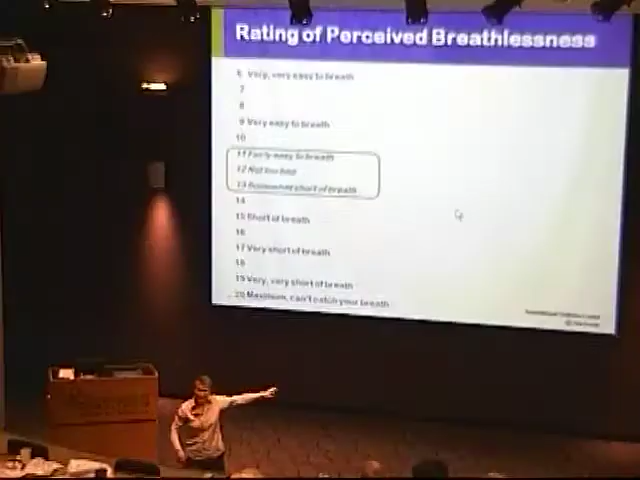 Rating of Perceived Breathlessness
6 Very, very easy to breath
7
8
9 Very easy to breath
10
11 Fairly easy to breath
12 Not too bad
13 Somewhat short of breath
14
15 Short of breath
16
17 Very short of breath
18
19 Very, very short of breath
20 Maximum, can't catch your breath